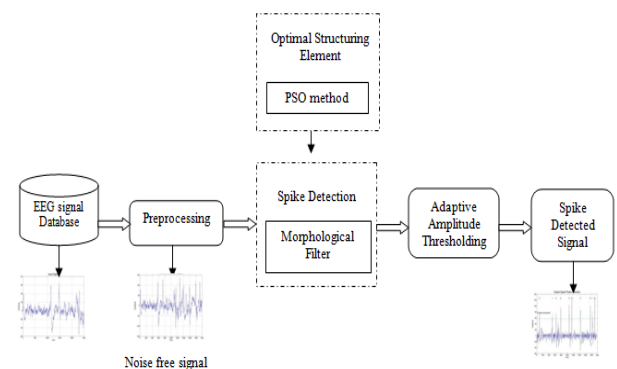 Optimal Structuring
Element
PSO method
EEG signal
Database
Preprocessing
Spike Detection
Morphological
Filter
Adaptive
Amplitude
Thresholding
Spike
Detected
Signal
Noise free signal